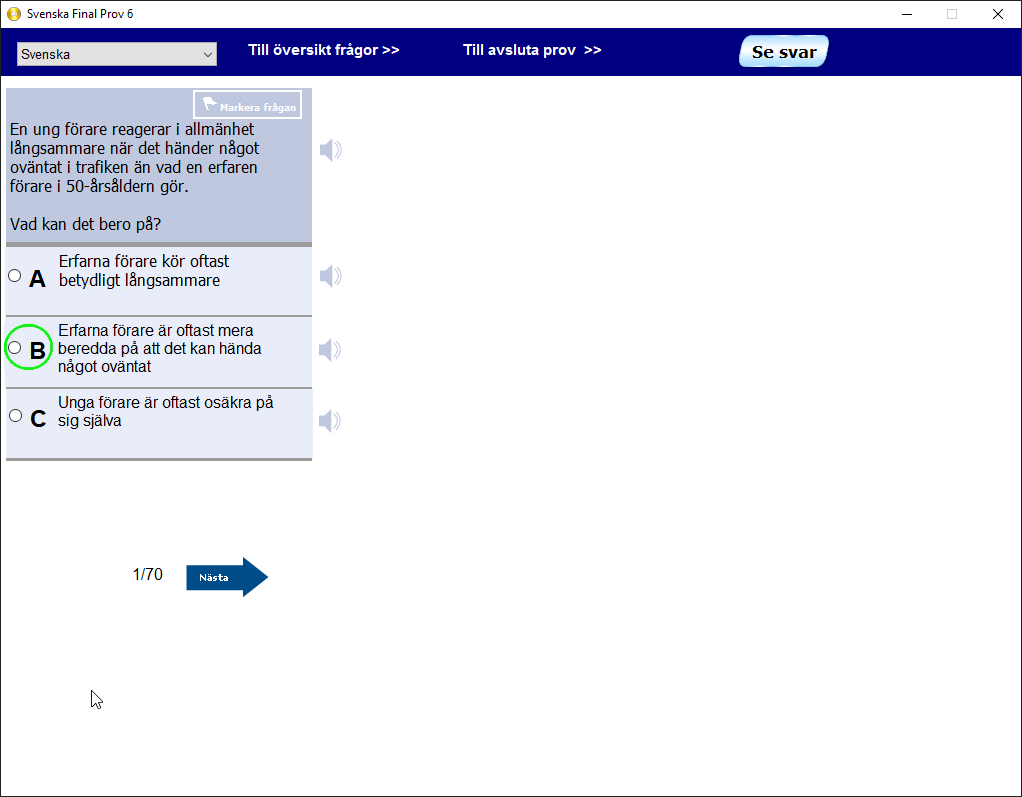 Svenska Final Prov 6
Svenska
Till översikt frågor >>
Till avsluta prov >>
Se svar
Markera frågan
En ung förare reagerar i allmänhet
långsammare när det händer något
oväntat i trafiken än vad en erfaren
förare i 50-årsåldern gör.
Vad kan det bero på?
A
Erfarna förare kör oftast
betydligt långsammare
B
Erfarna förare är oftast mera
beredda på att det kan hända
något oväntat
C
Unga förare är oftast osäkra på
sig själva
1/70
Nästa